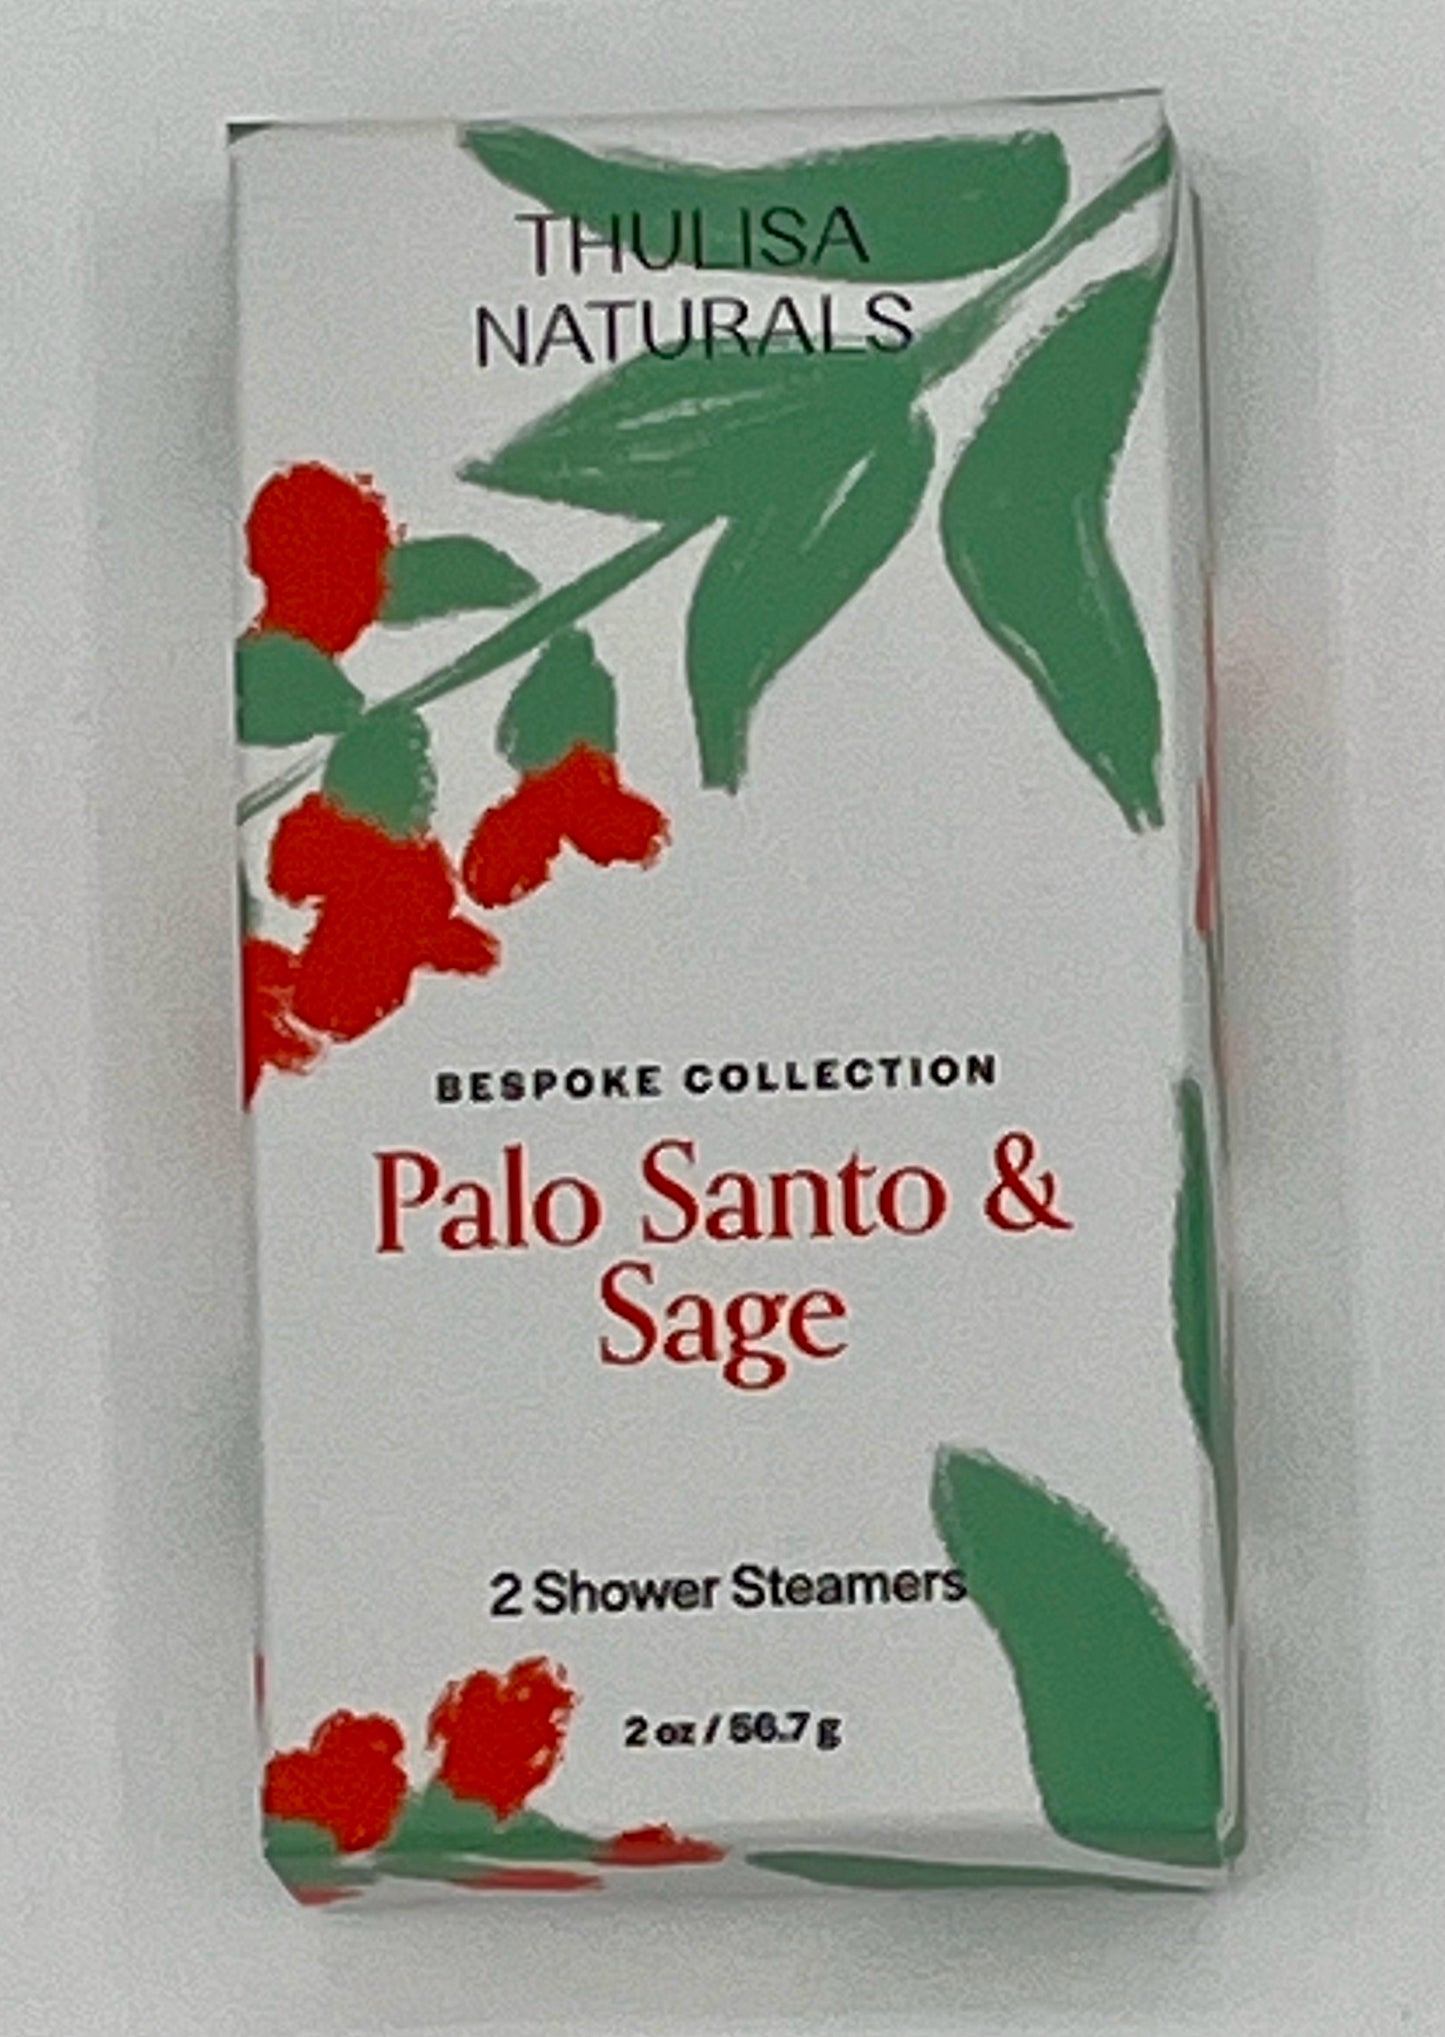 THULISA
NATURALS
BESPOKE COLLECTION
Palo Santo &
Sage
2 Shower Steamers
2 oz / 56.7 g